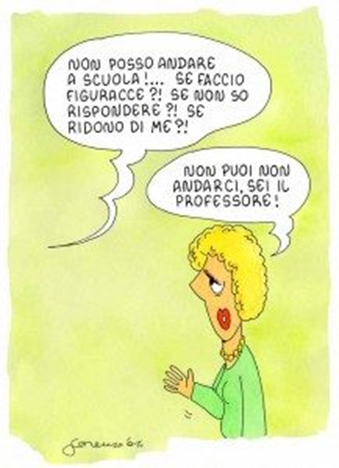 NON POSSO ANDARE
A SCUOLA!... SE FACCIO
FIGURACCE?! SE NON SO
RISPONDERE?! SE
RIDONO DI ME?!
NON PUOI NON
ANDARCI, SEI IL
PROFESSORE!